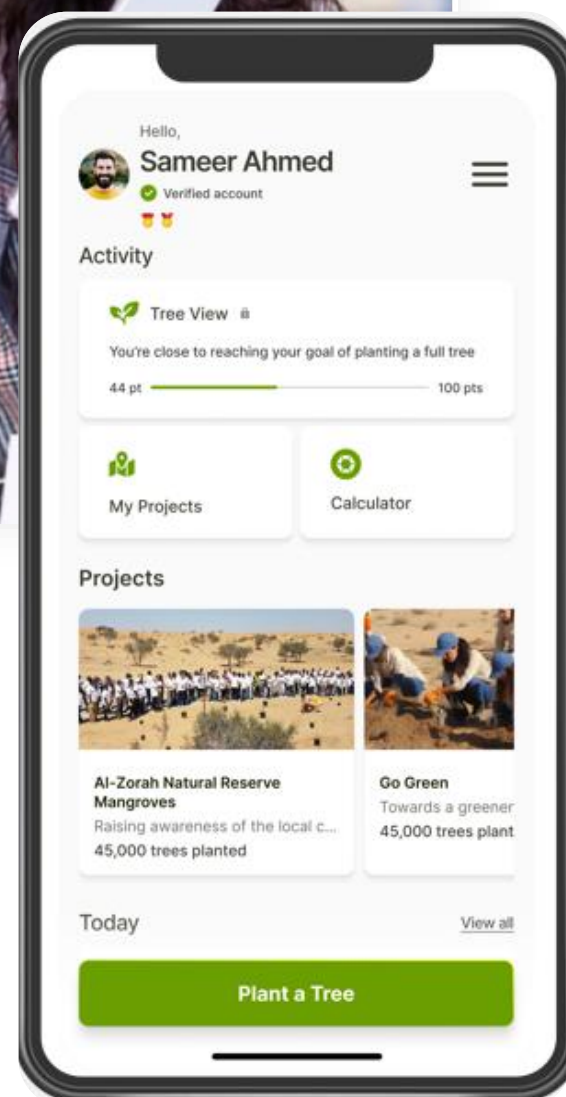 Hello,
Sameer Ahmed
Verified account
Activity
Tree View
You're close to reaching your goal of planting a full tree
44 pt
100 pts
My Projects
Calculator
Projects
Al-Zorah Natural Reserve
Mangroves
Raising awareness of the local c...
45,000 trees planted
Go Green
Towards a greener
45,000 trees plant
Today
View all
Plant a Tree